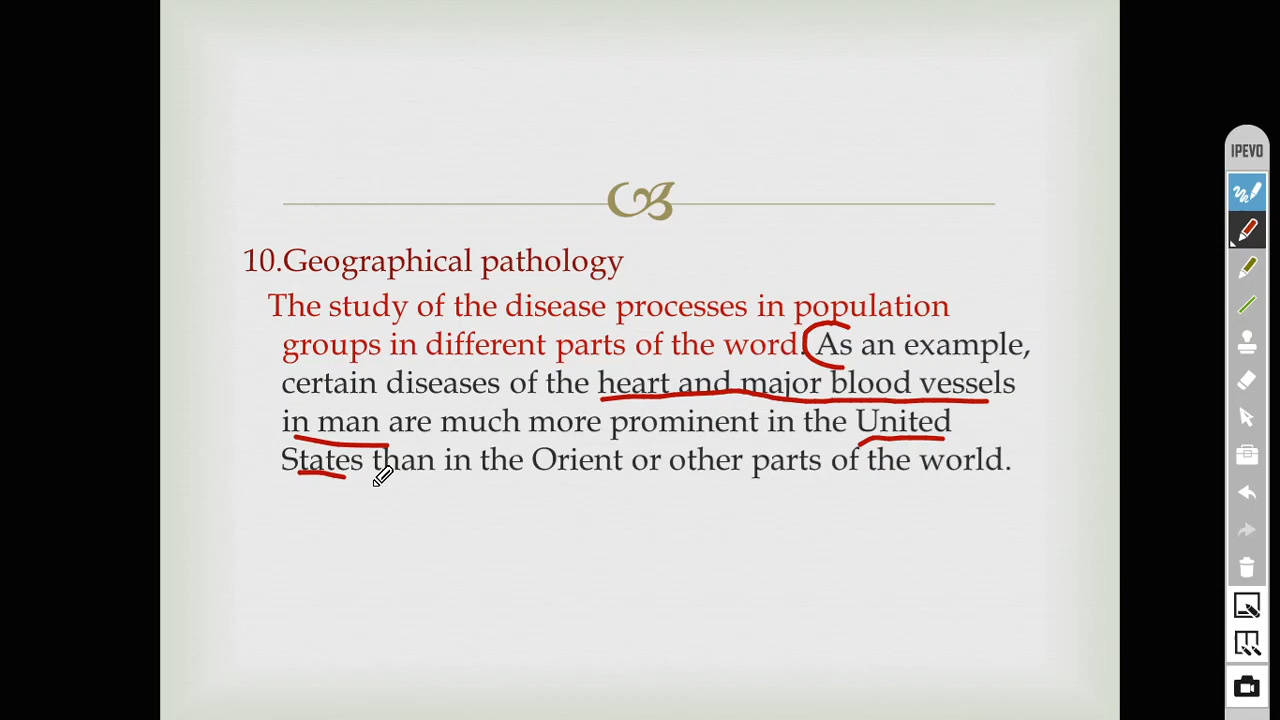 10.Geographical pathology
The study of the disease processes in population
groups in different parts of the word. As an example,
certain diseases of the heart and major blood vessels
in man are much more prominent in the United
States than in the Orient or other parts of the world.
IPEVO